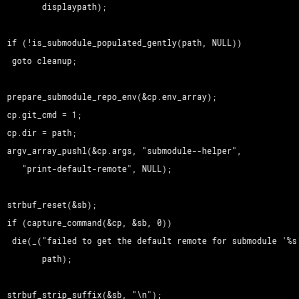 displaypath);
if (!is_submodule_populated_gently(path, NULL))
goto cleanup;
prepare_submodule_repo_env(&cp.env_array);
cp.git_cmd = 1;
cp.dir = path;
argv_array_pushl(&cp.args, "submodule--helper",
"print-default-remote", NULL);
strbuf_reset(&sb);
if (capture_command(&cp, &sb, 0))
die(_("failed to get the default remote for submodule '%s
path);
strbuf_strip_suffix(&sb, "\n");